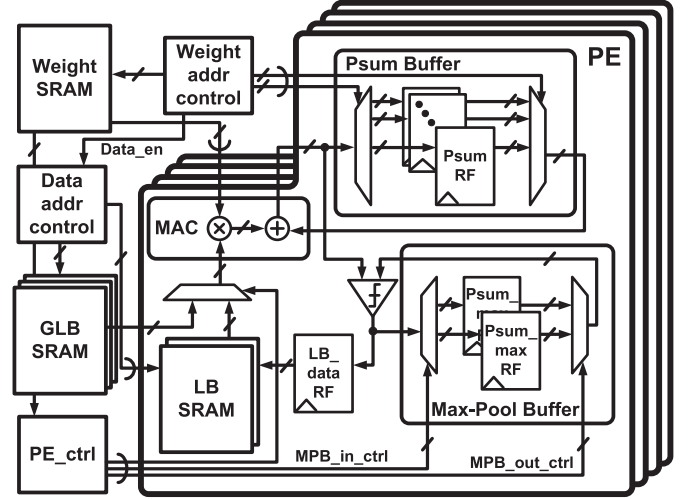 Weight
SRAM
Weight
addr
control
Psum Buffer
PE
Data_en
Psum
RF
Data
addr
control
MAC
GLB
SRAM
Psum_
max
Psum_
max
RF
LB_
data
RF
LB
SRAM
Max-Pool Buffer
PE_ctrl
MPB_in_ctrl
MPB_out_ctrl